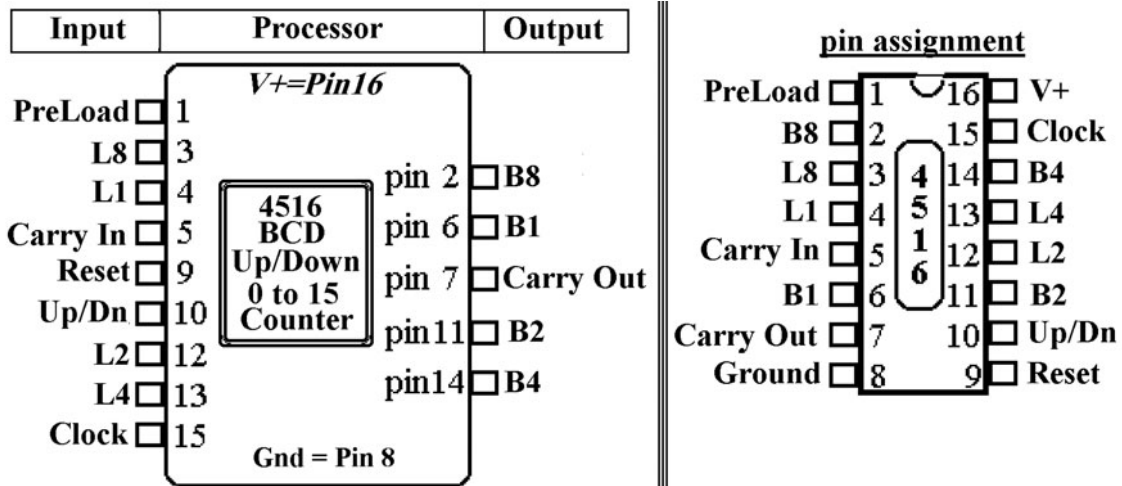 Input Processor Output
V+=Pin16
PreLoad 1
L8 3
L1 4
Carry In 5
Reset 9
Up/Dn 10
L2 12
L4 13
Clock 15
4516
BCD
Up/Down
0 to 15
Counter
pin 2 B8
pin 6 B1
pin 7 Carry Out
pin11 B2
pin14 B4
Gnd = Pin 8
pin assignment
PreLoad 1 16 V+
B8 2 15 Clock
L8 3 14 B4
L1 4 13 L4
Carry In 5 12 L2
B1 6 11 B2
Carry Out 7 10 Up/Dn
Ground 8 9 Reset
4
5
1
6